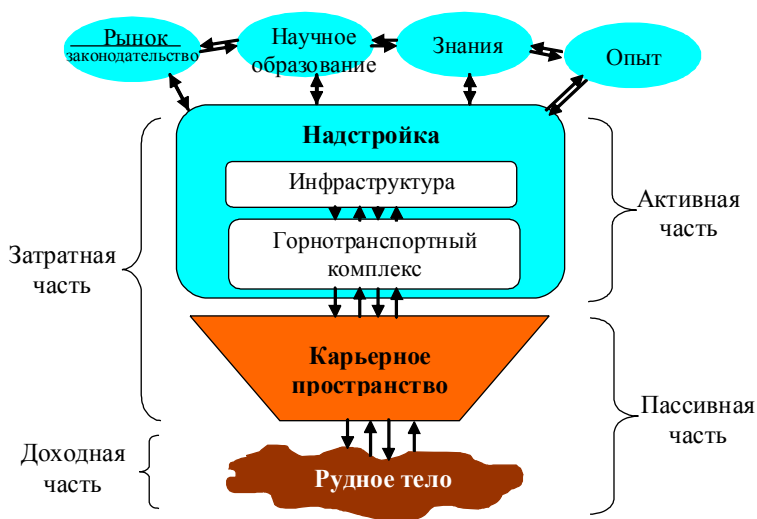 Рынок
законодательство
Научное
образование
Знания
Опыт
Надстройка
Инфраструктура
Горнотранспортный
комплекс
Затратная
часть
Активная
часть
Карьерное
пространство
Пассивная
часть
Доходная
часть
Рудное тело